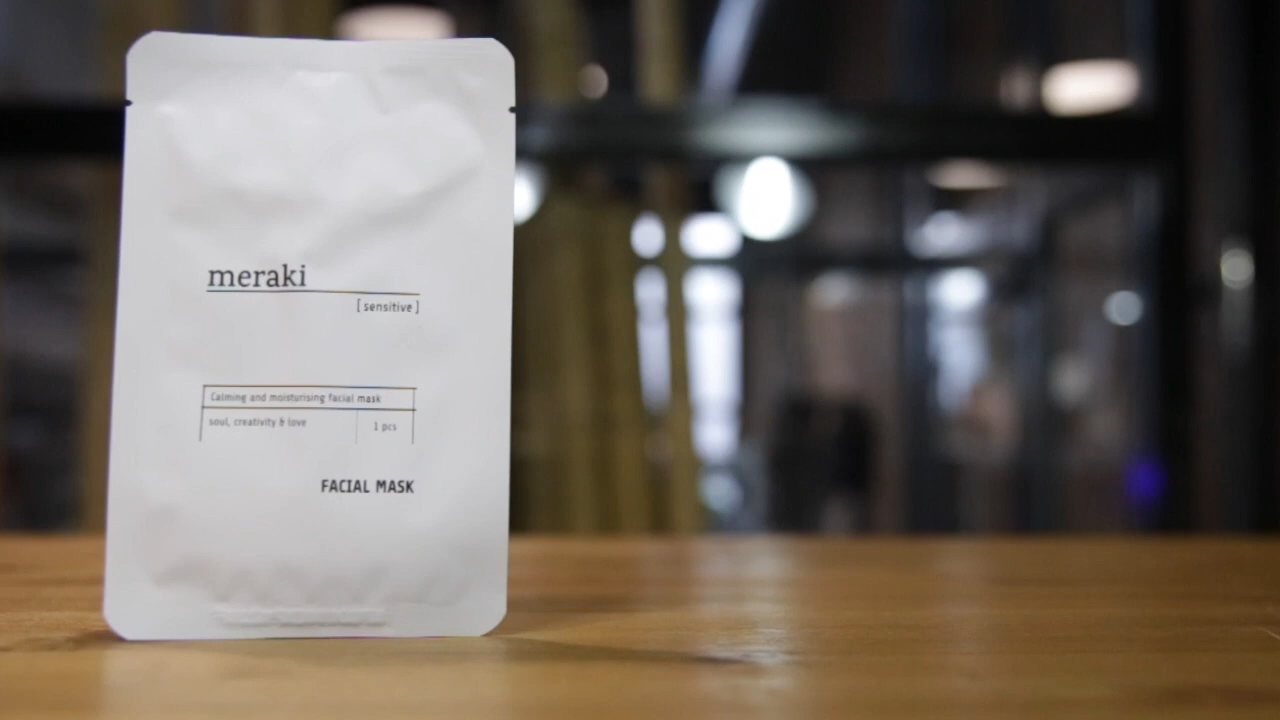 meraki
[sensitive]
Calming and moisturising facial mask
soul, creativity & love
1 pcs
FACIAL MASK